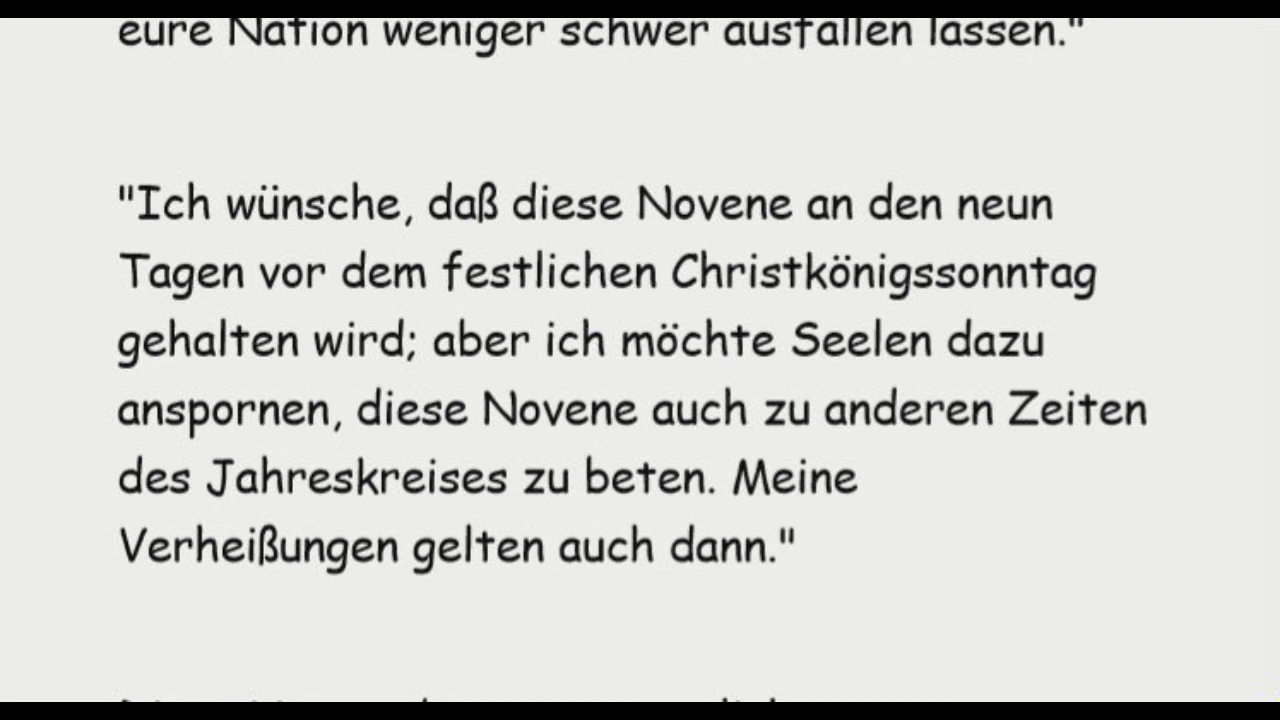 eure Nation weniger schwer ausfallen lassen."
"Ich wünsche, daß diese Novene an den neun
Tagen vor dem festlichen Christkönigssonntag
gehalten wird; aber ich möchte Seelen dazu
anspornen, diese Novene auch zu anderen Zeiten
des Jahreskreises zu beten. Meine
Verheißungen gelten auch dann."